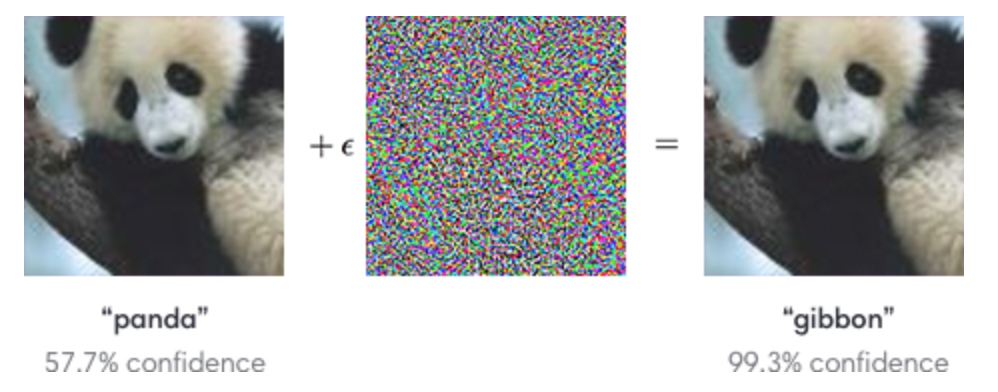 + ϵ
=
“panda”
57.7% confidence
“gibbon”
99.3% confidence